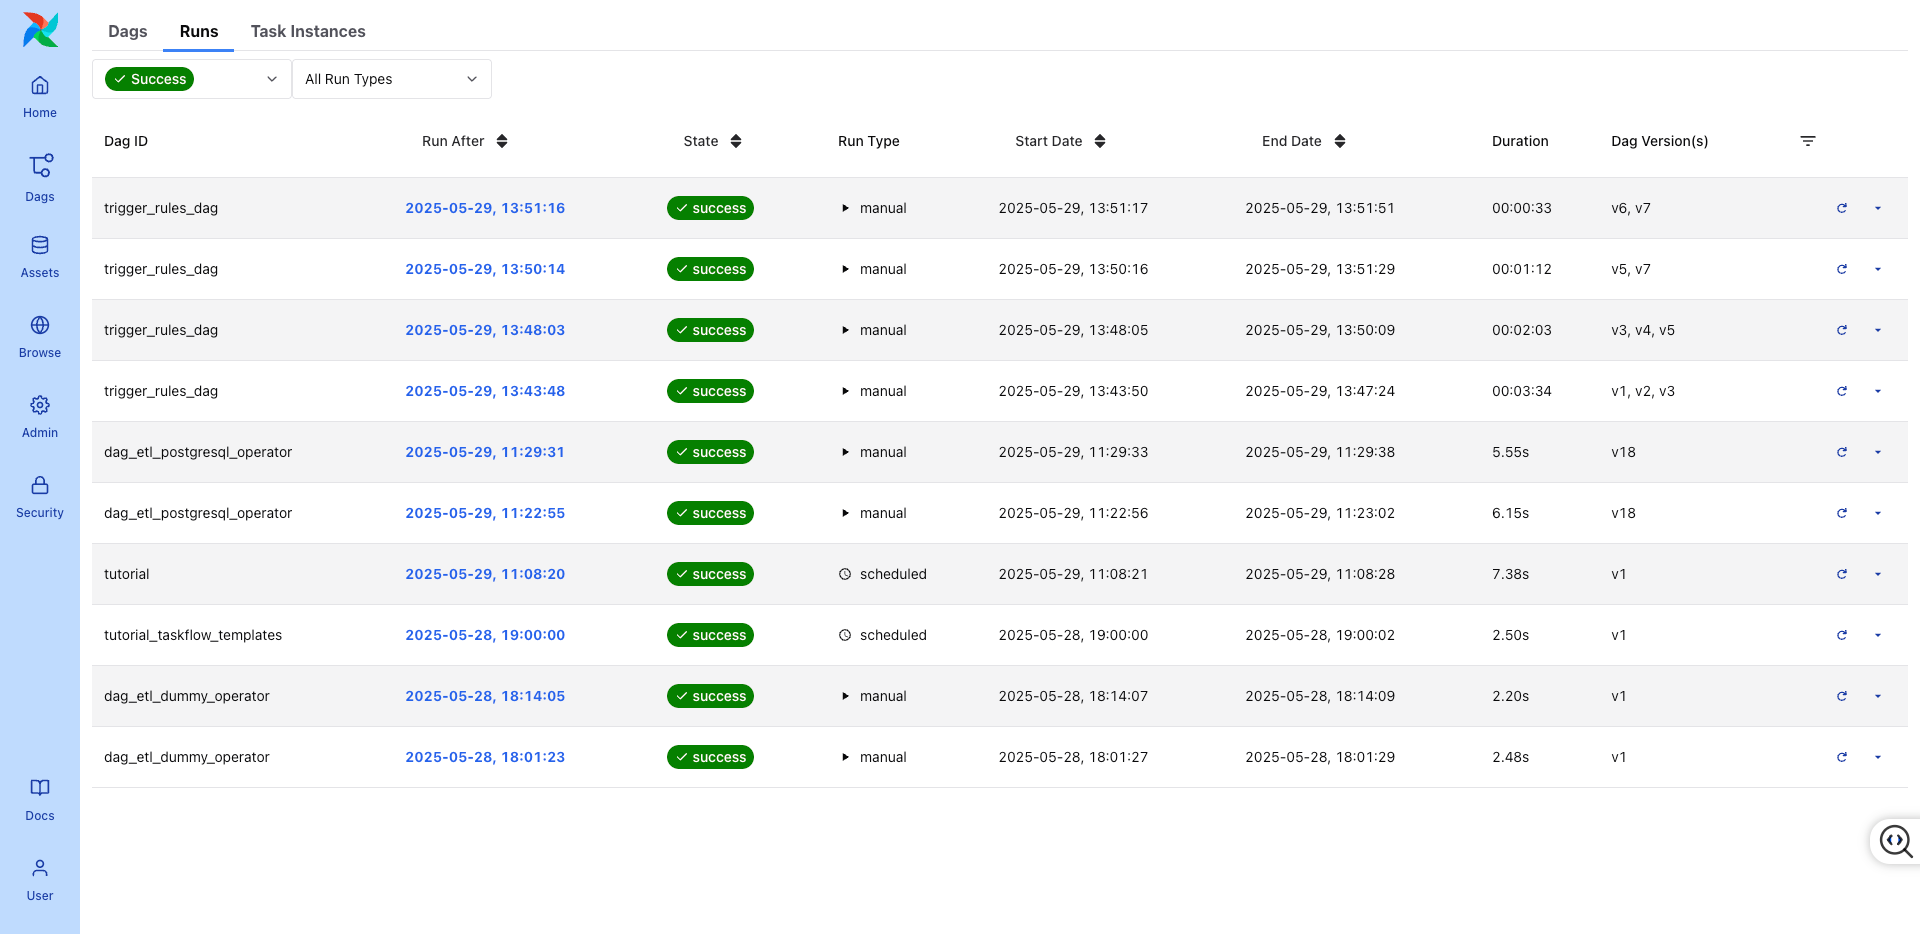 Dags Runs Task Instances
Success All Run Types
Home
Dags
Assets
Browse
Admin
Security
Docs
User
Dag ID Run After State Run Type Start Date End Date Duration Dag Version(s)
trigger_rules_dag 2025-05-29, 13:51:16 success manual 2025-05-29, 13:51:17 2025-05-29, 13:51:51 00:00:33 v6, v7
trigger_rules_dag 2025-05-29, 13:50:14 success manual 2025-05-29, 13:50:16 2025-05-29, 13:51:29 00:01:12 v5, v7
trigger_rules_dag 2025-05-29, 13:48:03 success manual 2025-05-29, 13:48:05 2025-05-29, 13:50:09 00:02:03 v3, v4, v5
trigger_rules_dag 2025-05-29, 13:43:48 success manual 2025-05-29, 13:43:50 2025-05-29, 13:47:24 00:03:34 v1, v2, v3
dag_etl_postgresql_operator 2025-05-29, 11:29:31 success manual 2025-05-29, 11:29:33 2025-05-29, 11:29:38 5.55s v18
dag_etl_postgresql_operator 2025-05-29, 11:22:55 success manual 2025-05-29, 11:22:56 2025-05-29, 11:23:02 6.15s v18
tutorial 2025-05-29, 11:08:20 success scheduled 2025-05-29, 11:08:21 2025-05-29, 11:08:28 7.38s v1
tutorial_taskflow_templates 2025-05-28, 19:00:00 success scheduled 2025-05-28, 19:00:00 2025-05-28, 19:00:02 2.50s v1
dag_etl_dummy_operator 2025-05-28, 18:14:05 success manual 2025-05-28, 18:14:07 2025-05-28, 18:14:09 2.20s v1
dag_etl_dummy_operator 2025-05-28, 18:01:23 success manual 2025-05-28, 18:01:27 2025-05-28, 18:01:29 2.48s v1